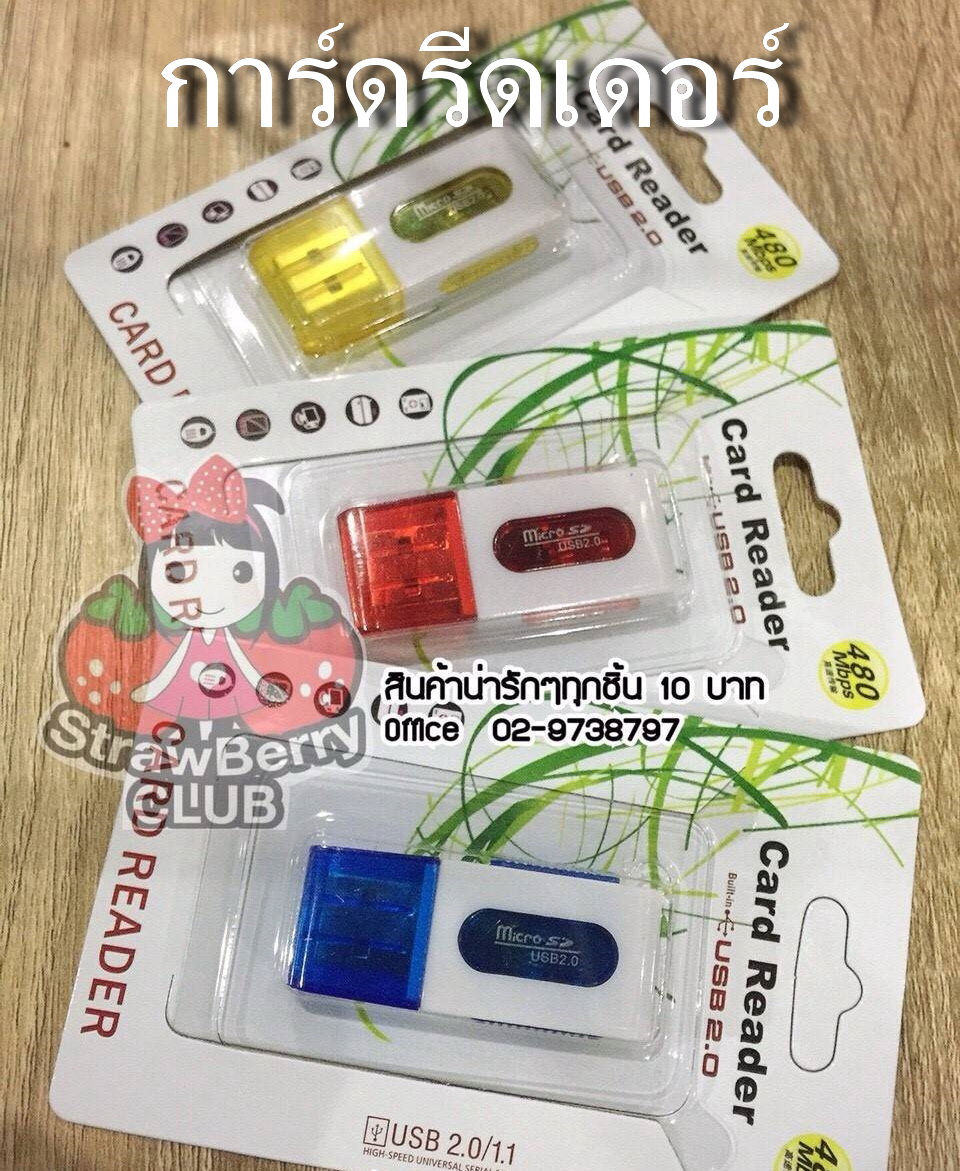 การ์ดรีดเดอร์
Card Reader
USB 2.0
480
Mbps
Micro SD
CARD
Card Reader
USB 2.0
480
Mbps
Micro SD
USB2.0
CARD R
สินค้าน่ารักๆทุกชิ้น 10 บาท
Office 02-9738797
StrawBerry
CLUB
CARD READER
Card Reader
Built-in USB 2.0
Micro SD
USB2.0
USB 2.0/1.1
HIGH-SPEED UNIVERSAL